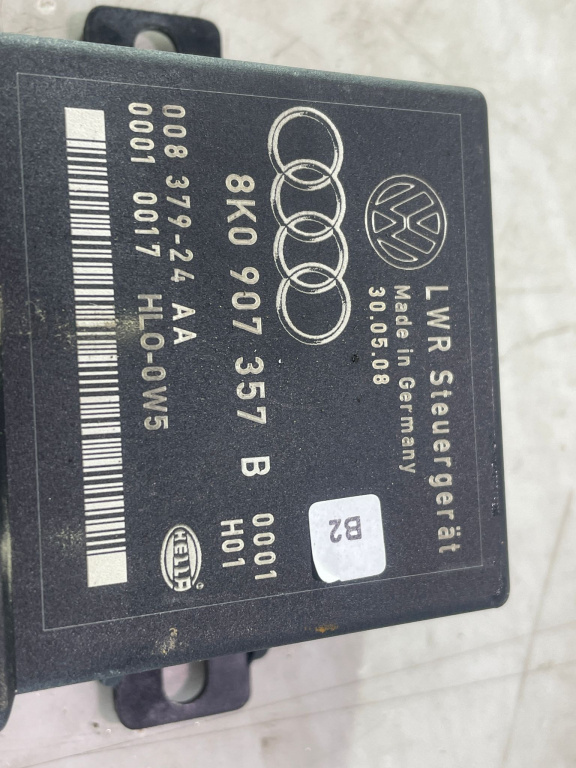 LWR Steuergerät
Made in Germany
30.05.08
8K0 907 357 B
0001
H01
008 379-24 AA
0001 0017 HLO-0W5
HELLA
B2